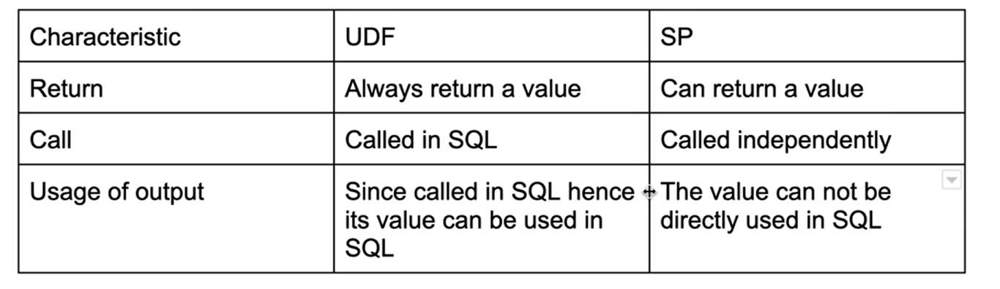 Characteristic UDF SP
Return Always return a value Can return a value
Call Called in SQL Called independently
Usage of output Since called in SQL hence The value can not be
its value can be used in directly used in SQL
SQL